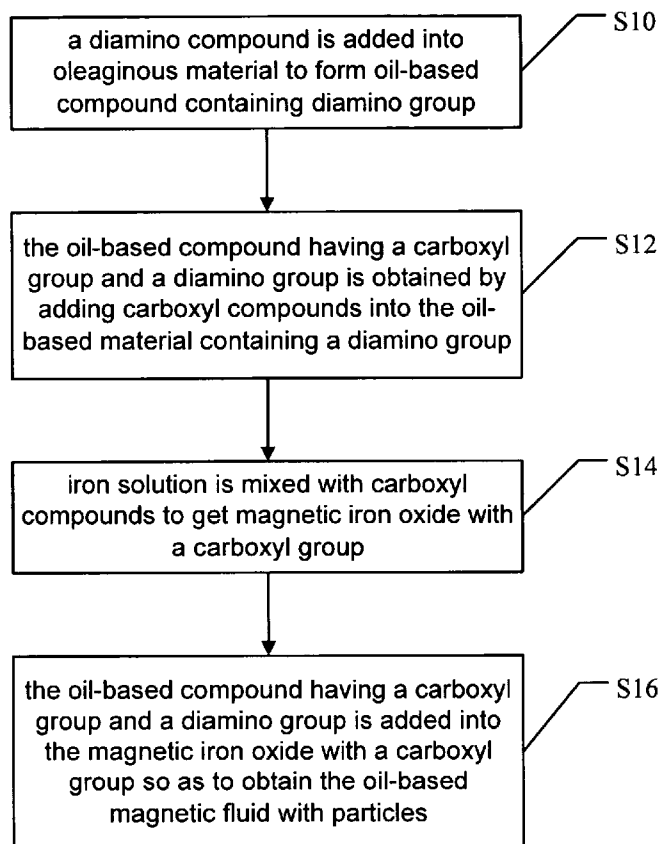 a diamino compound is added into
oleaginous material to form oil-based
compound containing diamino group
S10
the oil-based compound having a carboxyl
group and a diamino group is obtained by
adding carboxyl compounds into the oil-
based material containing a diamino group
S12
iron solution is mixed with carboxyl
compounds to get magnetic iron oxide with
a carboxyl group
S14
the oil-based compound having a carboxyl
group and a diamino group is added into
the magnetic iron oxide with a carboxyl
group so as to obtain the oil-based
magnetic fluid with particles
S16